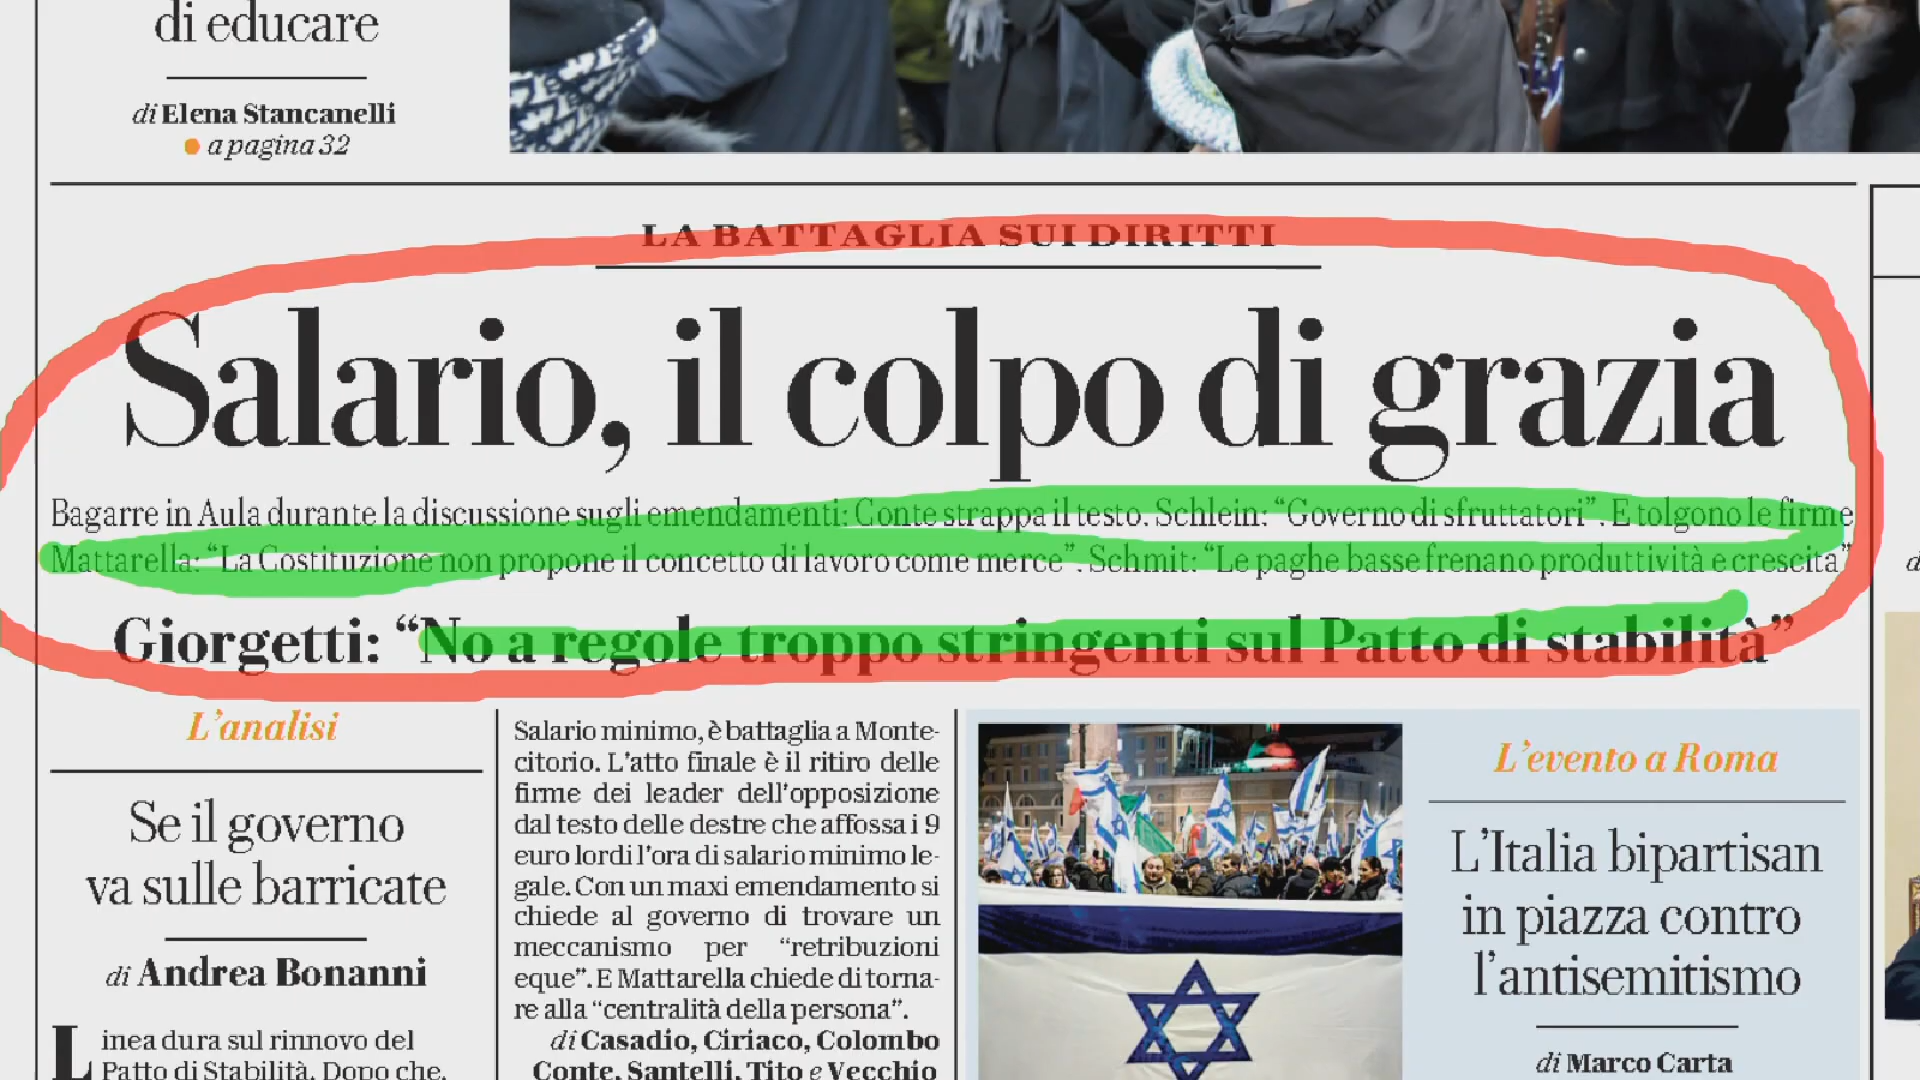 di educare
di Elena Stancanelli
a pagina 32
LA BATTAGLIA SUI DIRITTI
Salario, il colpo di grazia
Bagarre in Aula durante la discussione sugli emendamenti: Conte strappa il testo. Schlein: “Governo di sfruttatori”. E tolgono le firme
Mattarella: “La Costituzione non propone il concetto di lavoro come merce”. Schmit: “Le paghe basse frenano produttività e crescita”
Giorgetti: “No a regole troppo stringenti sul Patto di stabilità”
L’analisi
Se il governo
va sulle barricate
di Andrea Bonanni
Linea dura sul rinnovo del
Patto di Stabilità. Dopo che,
Salario minimo, è battaglia a Monte-
citorio. L’atto finale è il ritiro delle
firme dei leader dell’opposizione
dal testo delle destre che affossa i 9
euro lordi l’ora di salario minimo le-
gale. Con un maxi emendamento si
chiede al governo di trovare un
meccanismo per “retribuzioni
eque”. E Mattarella chiede di torna-
re alla “centralità della persona”.
di Casadio, Ciriaco, Colombo
Conte, Santelli, Tito e Vecchio
L’evento a Roma
L’Italia bipartisan
in piazza contro
l’antisemitismo
di Marco Carta